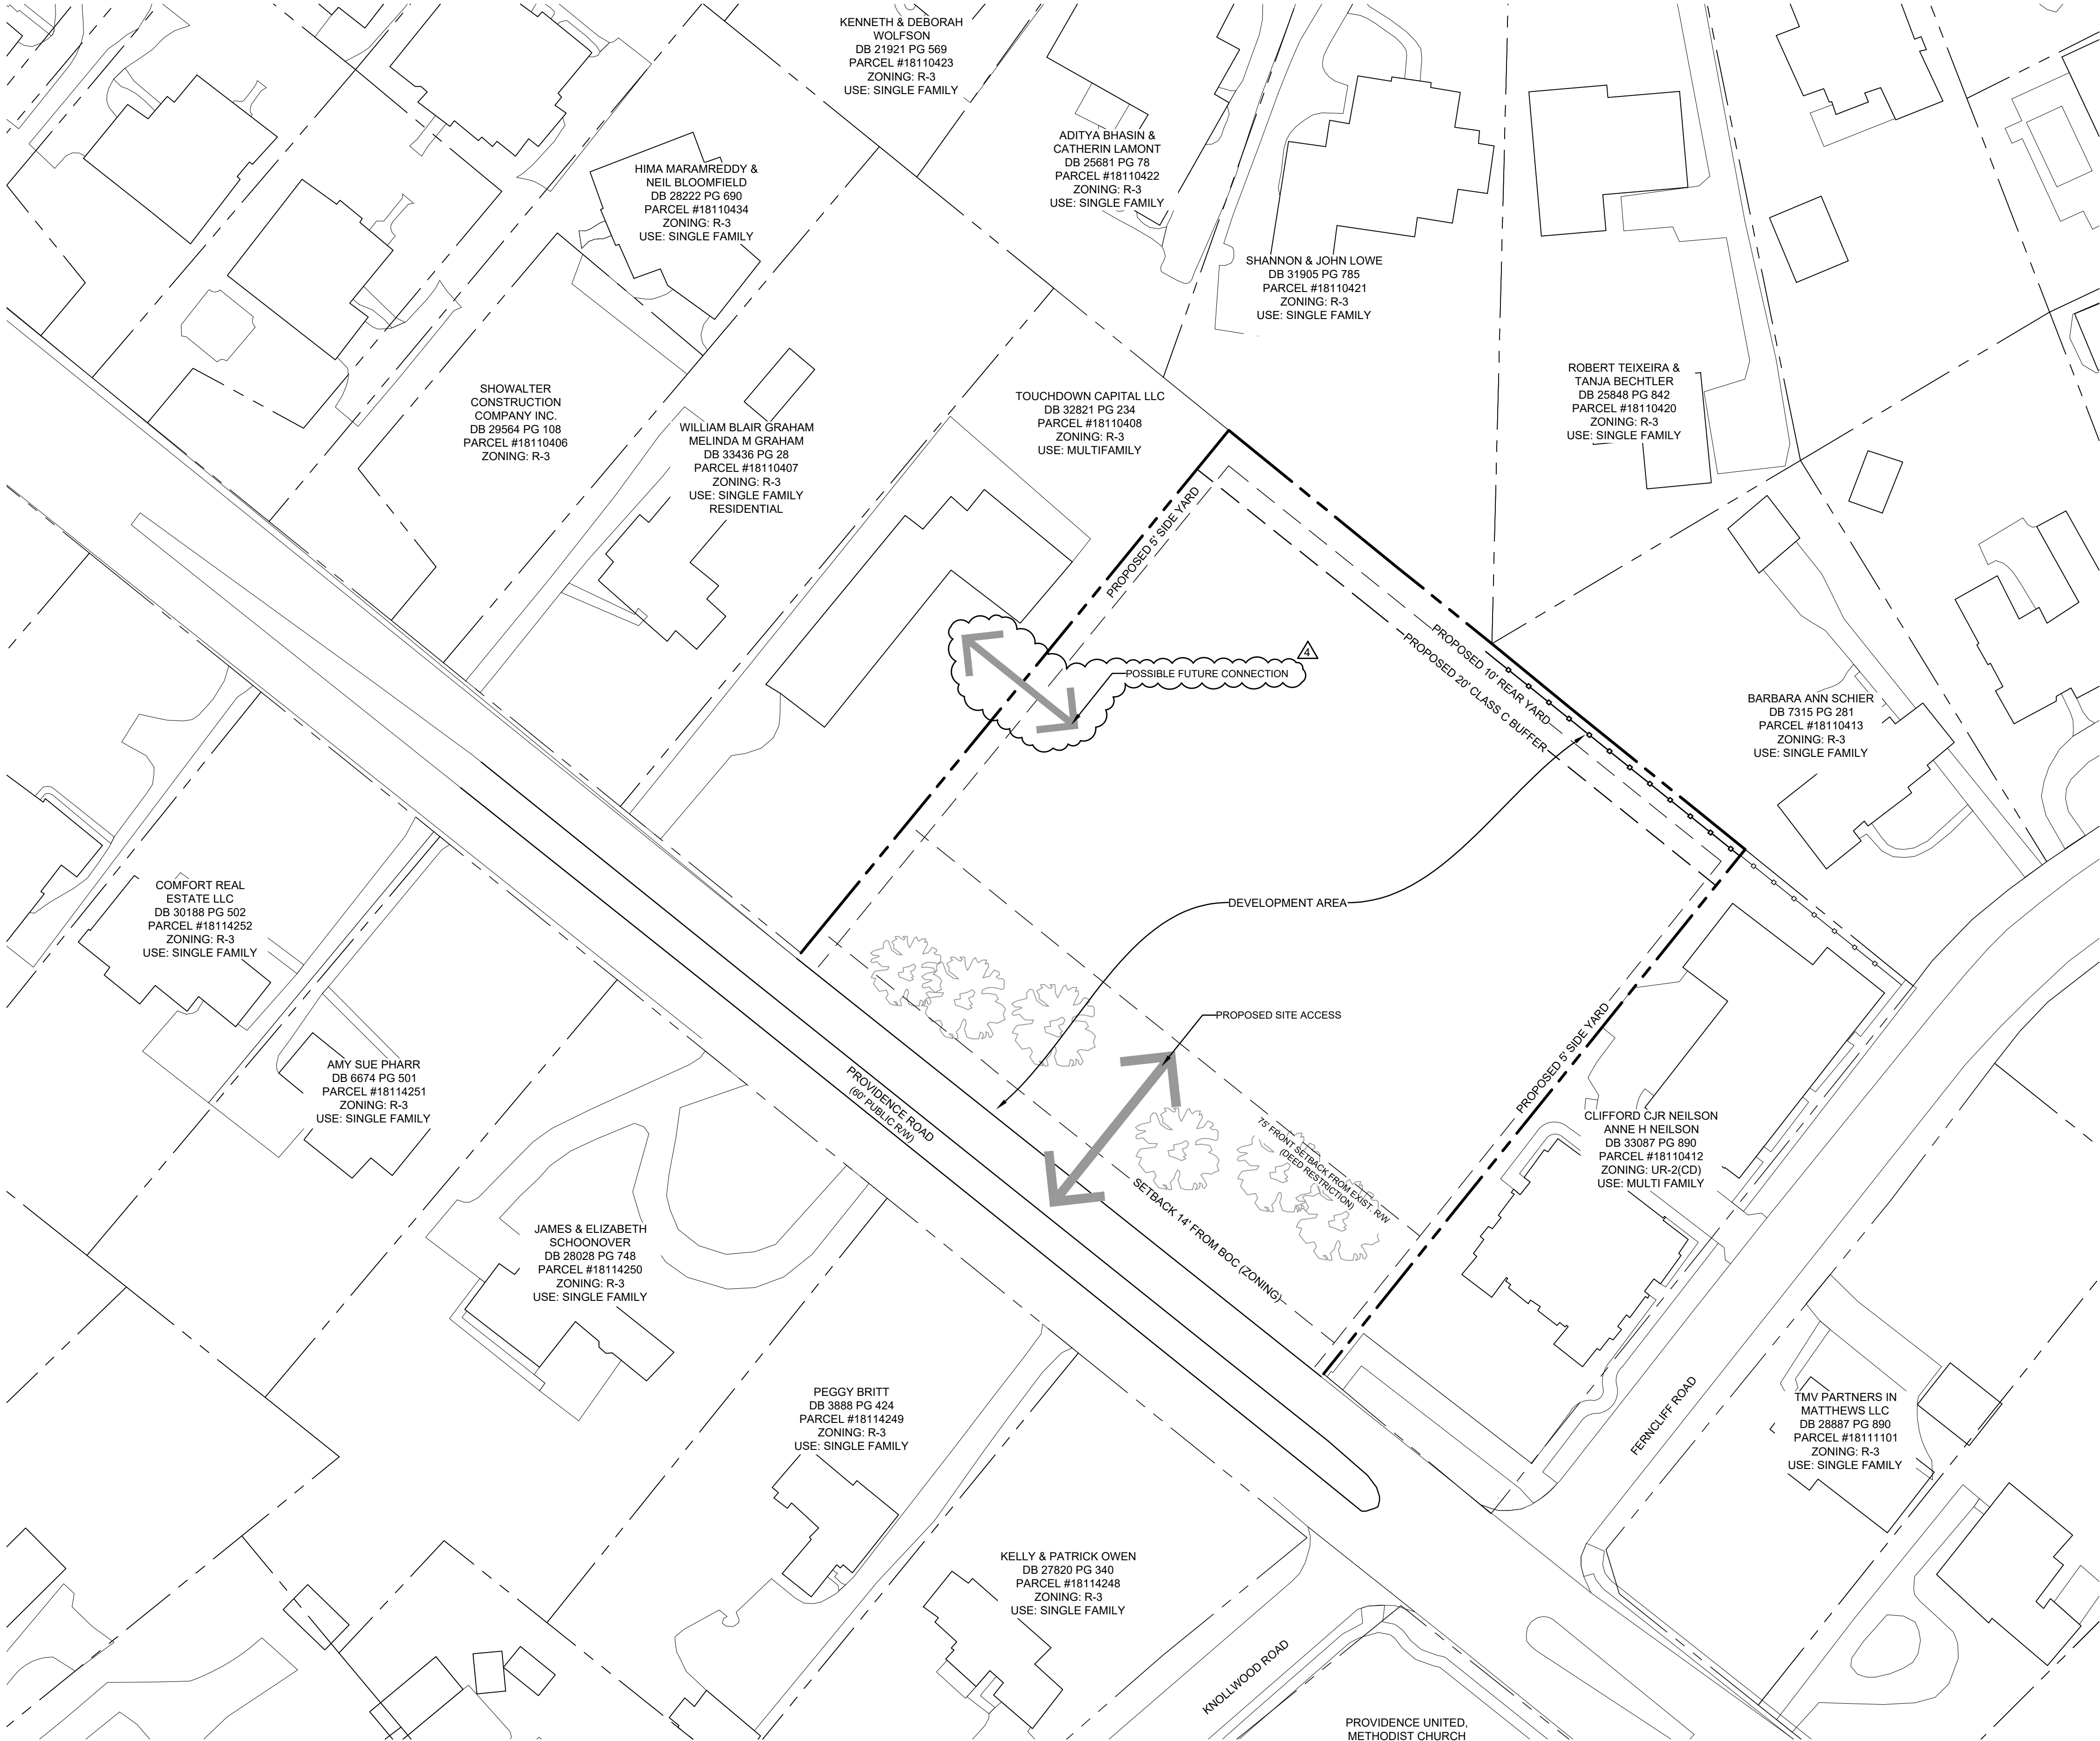 KENNETH & DEBORAH
WOLFSON
DB 21921 PG 569
PARCEL #18110423
ZONING: R-3
USE: SINGLE FAMILY
ADITYA BHASIN &
CATHERIN LAMONT
DB 25681 PG 78
PARCEL #18110422
ZONING: R-3
USE: SINGLE FAMILY
HIMA MARAMREDDY &
NEIL BLOOMFIELD
DB 28222 PG 690
PARCEL #18110434
ZONING: R-3
USE: SINGLE FAMILY
SHANNON & JOHN LOWE
DB 31905 PG 785
PARCEL #18110421
ZONING: R-3
USE: SINGLE FAMILY
ROBERT TEIXEIRA &
TANJA BECHTLER
DB 25848 PG 842
PARCEL #18110420
ZONING: R-3
USE: SINGLE FAMILY
SHOWALTER
CONSTRUCTION
COMPANY INC.
DB 29564 PG 108
PARCEL #18110406
ZONING: R-3
WILLIAM BLAIR GRAHAM
MELINDA M GRAHAM
DB 33436 PG 28
PARCEL #18110407
ZONING: R-3
USE: SINGLE FAMILY
RESIDENTIAL
TOUCHDOWN CAPITAL LLC
DB 32821 PG 234
PARCEL #18110408
ZONING: R-3
USE: MULTIFAMILY
PROPOSED 5' SIDE YARD
4
POSSIBLE FUTURE CONNECTION
PROPOSED 10' REAR YARD
PROPOSED 20' CLASS C BUFFER
BARBARA ANN SCHIER
DB 7315 PG 281
PARCEL #18110413
ZONING: R-3
USE: SINGLE FAMILY
DEVELOPMENT AREA
COMFORT REAL
ESTATE LLC
DB 30188 PG 502
PARCEL #18114252
ZONING: R-3
USE: SINGLE FAMILY
PROPOSED SITE ACCESS
PROPOSED 5' SIDE YARD
AMY SUE PHARR
DB 6674 PG 501
PARCEL #18114251
ZONING: R-3
USE: SINGLE FAMILY
PROVIDENCE ROAD
(60' PUBLIC R/W)
75' FRONT SETBACK FROM EXIST. R/W
(DEED RESTRICTION)
SETBACK 14' FROM BOC (ZONING)
CLIFFORD CJR NEILSON
ANNE H NEILSON
DB 33087 PG 890
PARCEL #18110412
ZONING: UR-2(CD)
USE: MULTI FAMILY
JAMES & ELIZABETH
SCHOONOVER
DB 28028 PG 748
PARCEL #18114250
ZONING: R-3
USE: SINGLE FAMILY
PEGGY BRITT
DB 3888 PG 424
PARCEL #18114249
ZONING: R-3
USE: SINGLE FAMILY
FERNCLIFF ROAD
TMV PARTNERS IN
MATTHEWS LLC
DB 28887 PG 890
PARCEL #18111101
ZONING: R-3
USE: SINGLE FAMILY
KELLY & PATRICK OWEN
DB 27820 PG 340
PARCEL #18114248
ZONING: R-3
USE: SINGLE FAMILY
KNOLLWOOD ROAD
PROVIDENCE UNITED,
METHODIST CHURCH